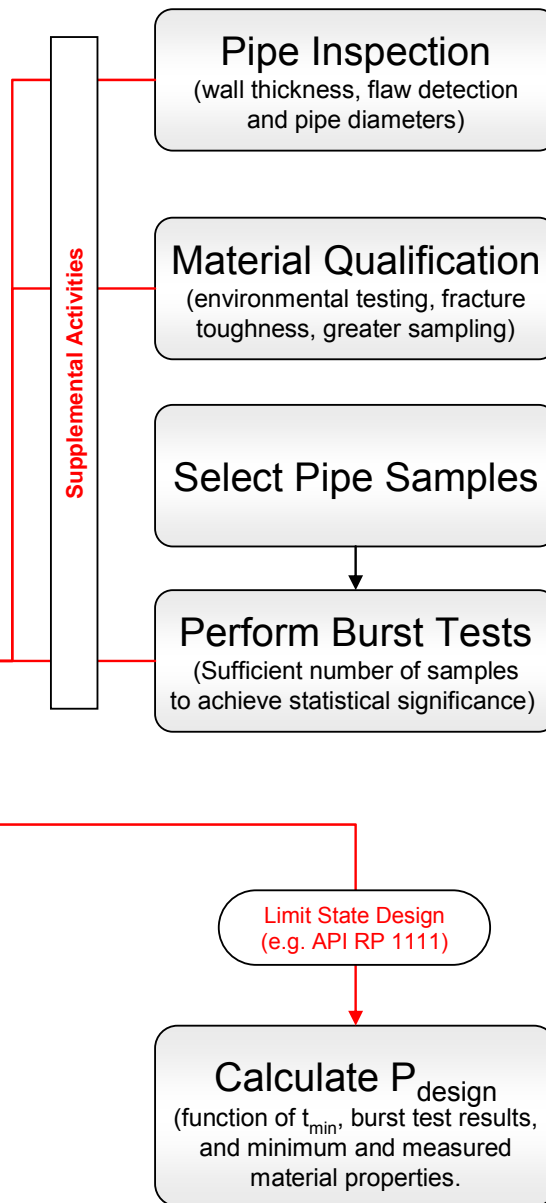 Pipe Inspection
(wall thickness, flaw detection
and pipe diameters)
Supplemental Activities
Material Qualification
(environmental testing, fracture
toughness, greater sampling)
Select Pipe Samples
Perform Burst Tests
(Sufficient number of samples
to achieve statistical significance)
Limit State Design
(e.g. API RP 1111)
Calculate Pdesign
(function of tmin, burst test results,
and minimum and measured
material properties.